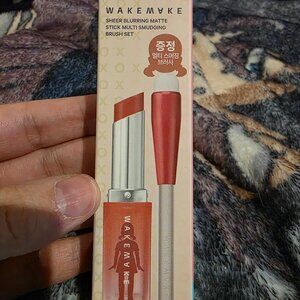 WAKEMAKE
SHEER BLURRING MATTE
STICK MULTI SMUDGING
BRUSH SET
증정
멀티 스머징
브러시
WAKEMAKE